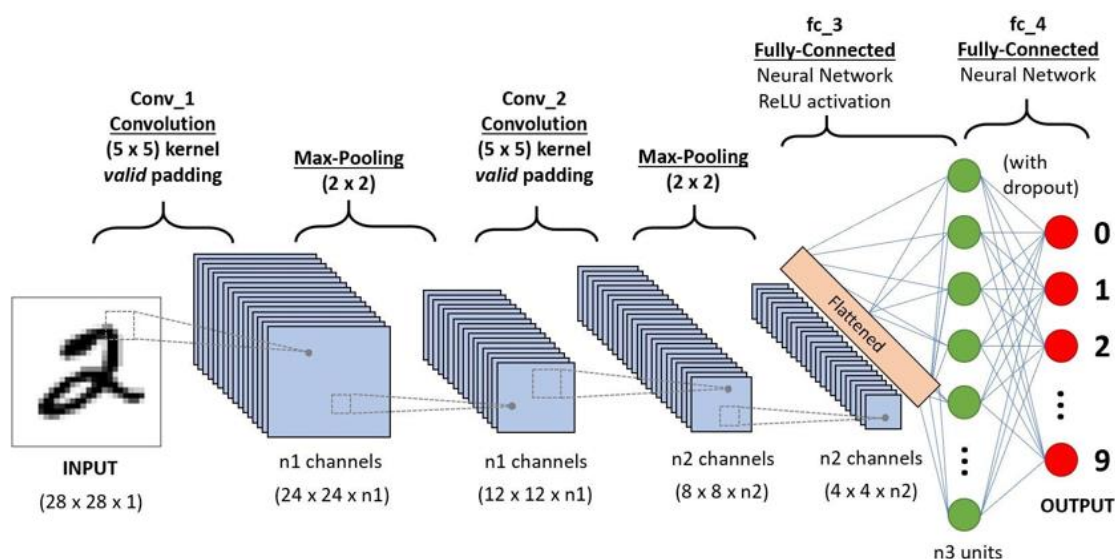 fc_3
Fully-Connected
Neural Network
ReLU activation
fc_4
Fully-Connected
Neural Network
Conv_1
Convolution
(5 x 5) kernel
valid padding
Max-Pooling
(2 x 2)
Conv_2
Convolution
(5 x 5) kernel
valid padding
Max-Pooling
(2 x 2)
(with
dropout)
Flattened
0
1
2
9
INPUT
(28 x 28 x 1)
n1 channels
(24 x 24 x n1)
n1 channels
(12 x 12 x n1)
n2 channels
(8 x 8 x n2)
n2 channels
(4 x 4 x n2)
OUTPUT
n3 units